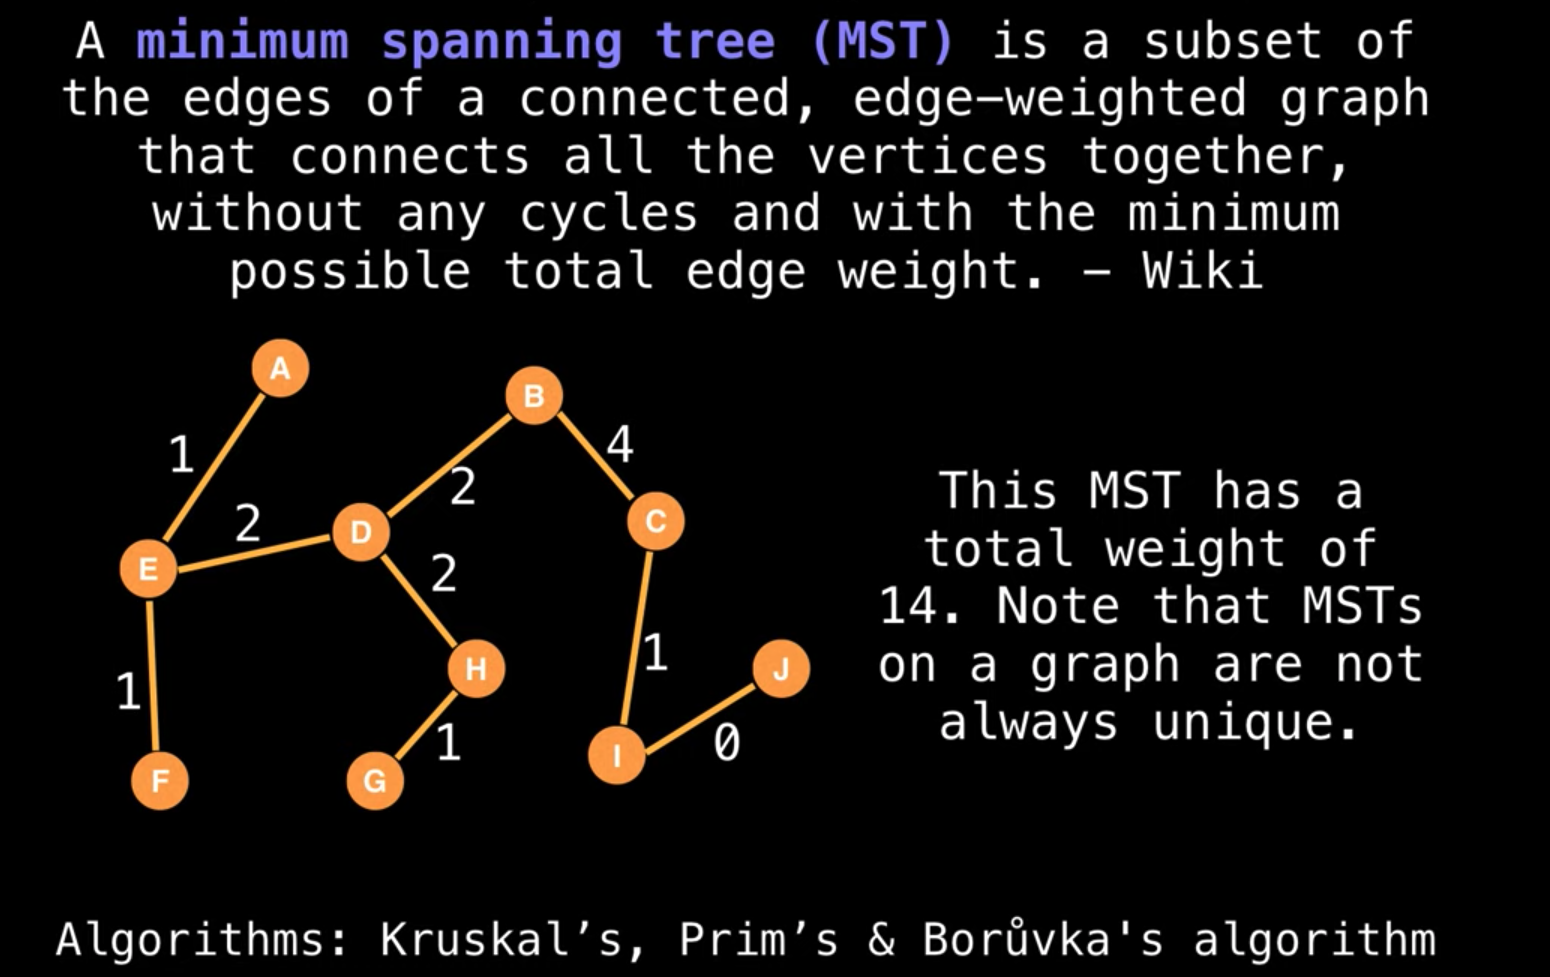 A minimum spanning tree (MST) is a subset of
the edges of a connected, edge-weighted graph
that connects all the vertices together,
without any cycles and with the minimum
possible total edge weight. - Wiki
A
B
1
4
2
C
2
D
E
2
This MST has a
total weight of
14. Note that MSTs
on a graph are not
always unique.
1
H
J
1
1
0
I
F
G
Algorithms: Kruskal’s, Prim’s & Borůvka's algorithm